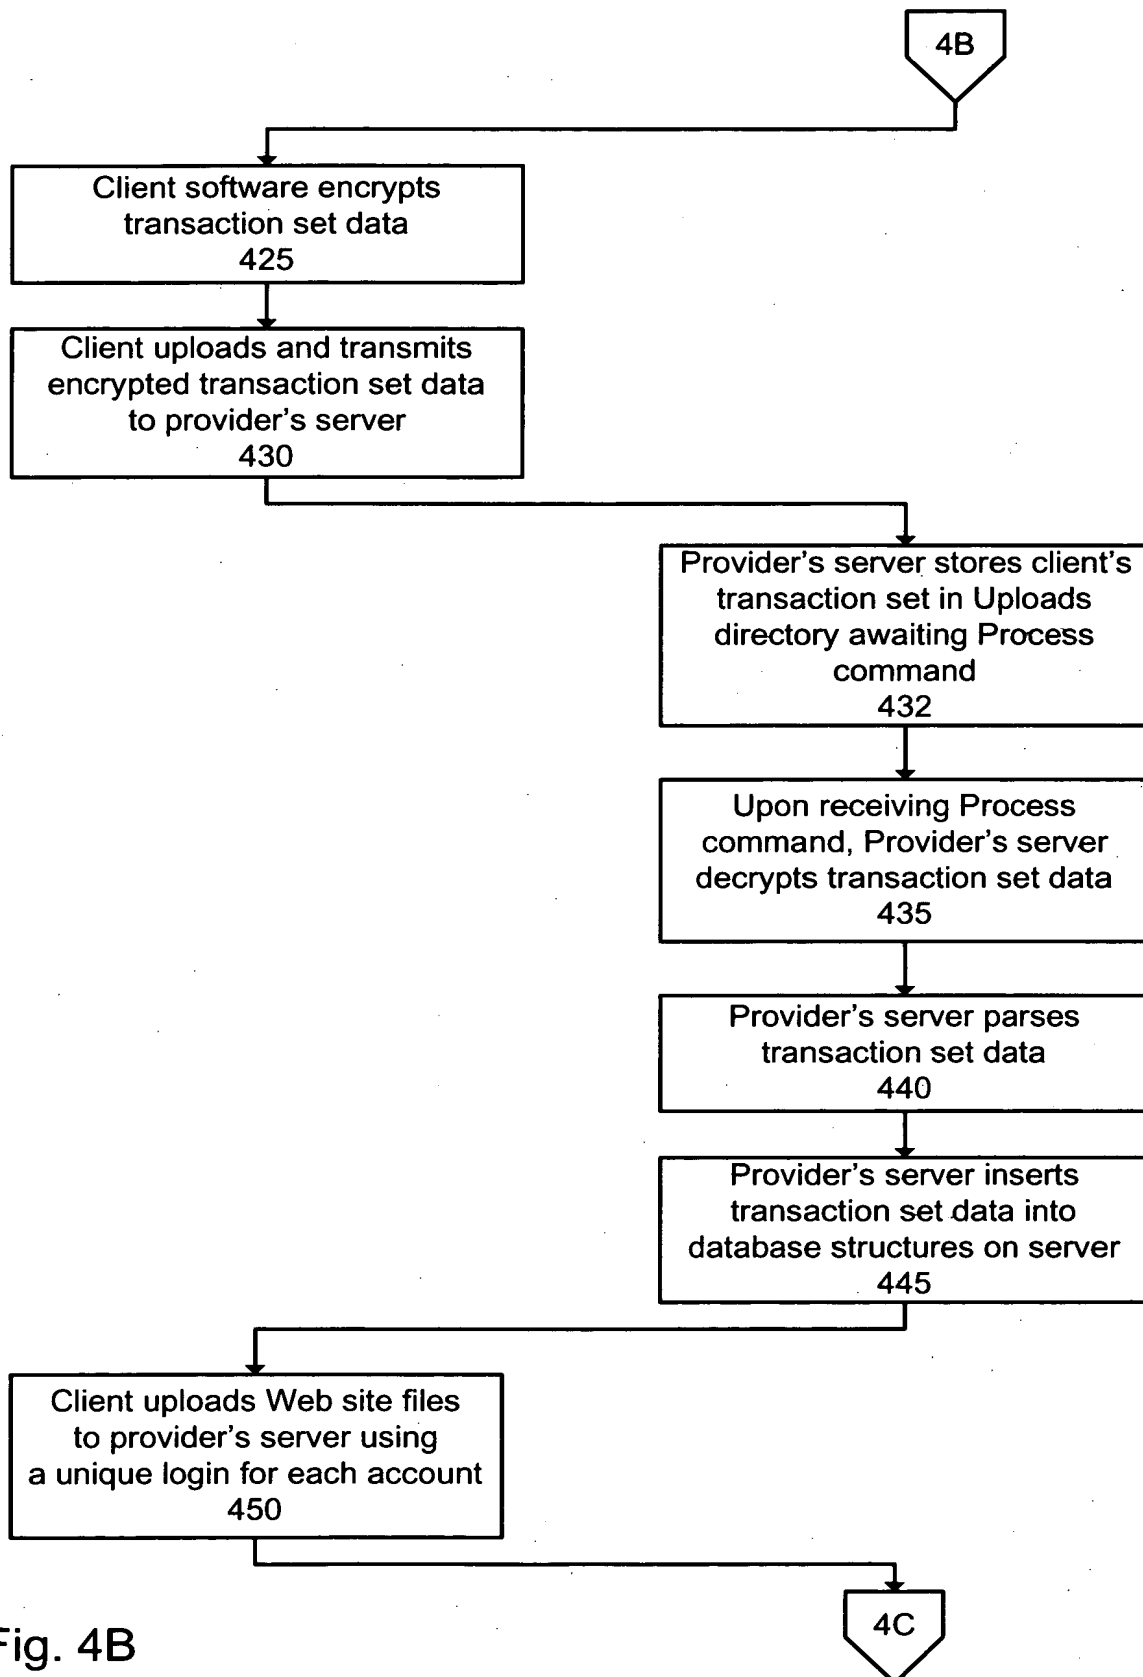 4B
Client software encrypts
transaction set data
425
Client uploads and transmits
encrypted transaction set data
to provider's server
430
Provider's server stores client's
transaction set in Uploads
directory awaiting Process
command
432
Upon receiving Process
command, Provider's server
decrypts transaction set data
435
Provider's server parses
transaction set data
440
Provider's server inserts
transaction set data into
database structures on server
445
Client uploads Web site files
to provider's server using
a unique login for each account
450
4C
Fig. 4B